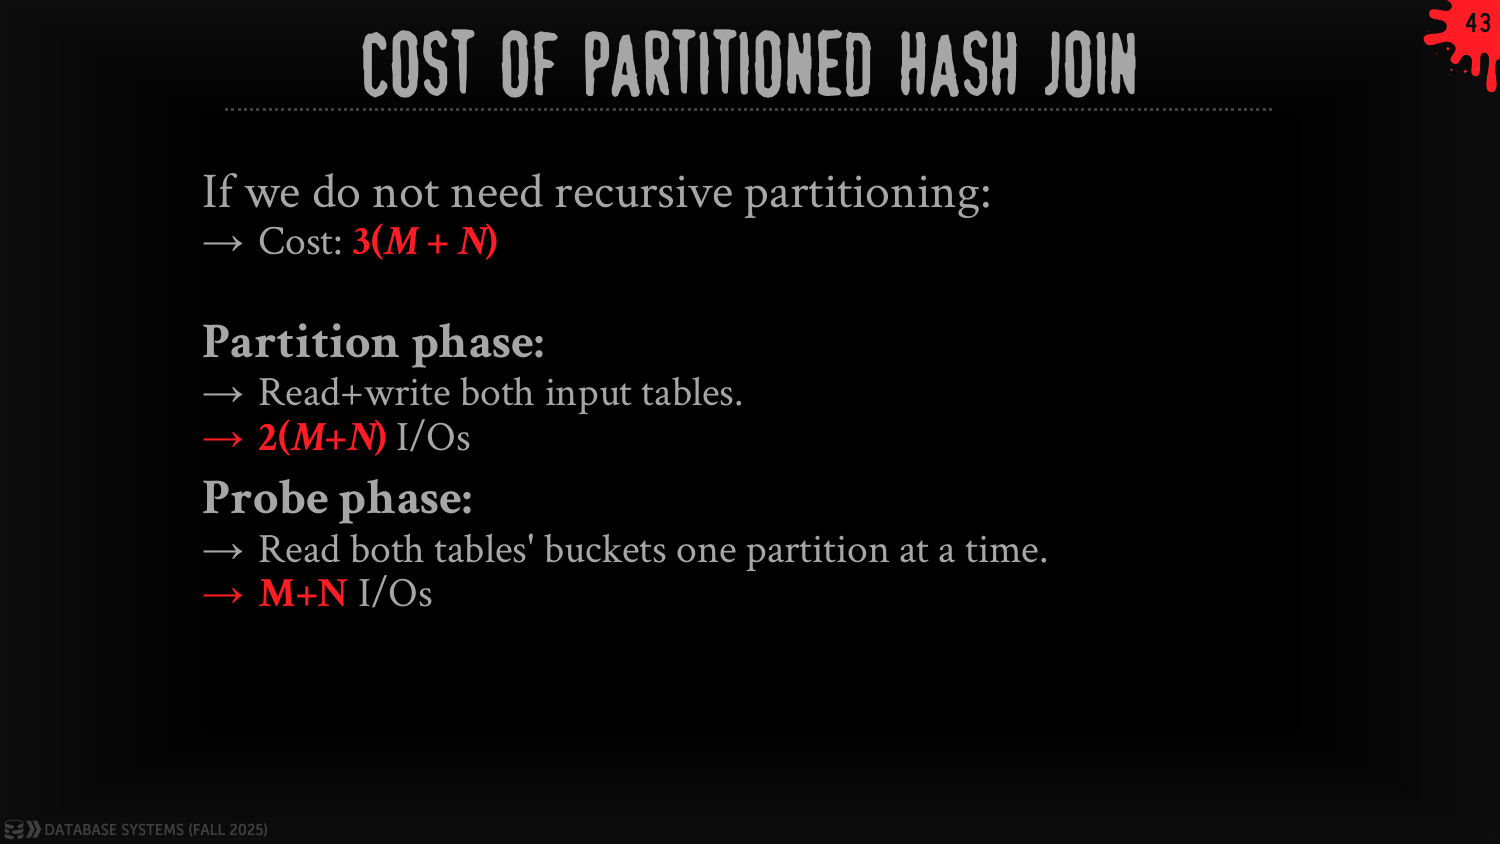 43
COST OF PARTITIONED HASH JOIN
If we do not need recursive partitioning:
→ Cost: 3(M + N)
Partition phase:
→ Read+write both input tables.
→ 2(M+N) I/Os
Probe phase:
→ Read both tables' buckets one partition at a time.
→ M+N I/Os
DATABASE SYSTEMS (FALL 2025)